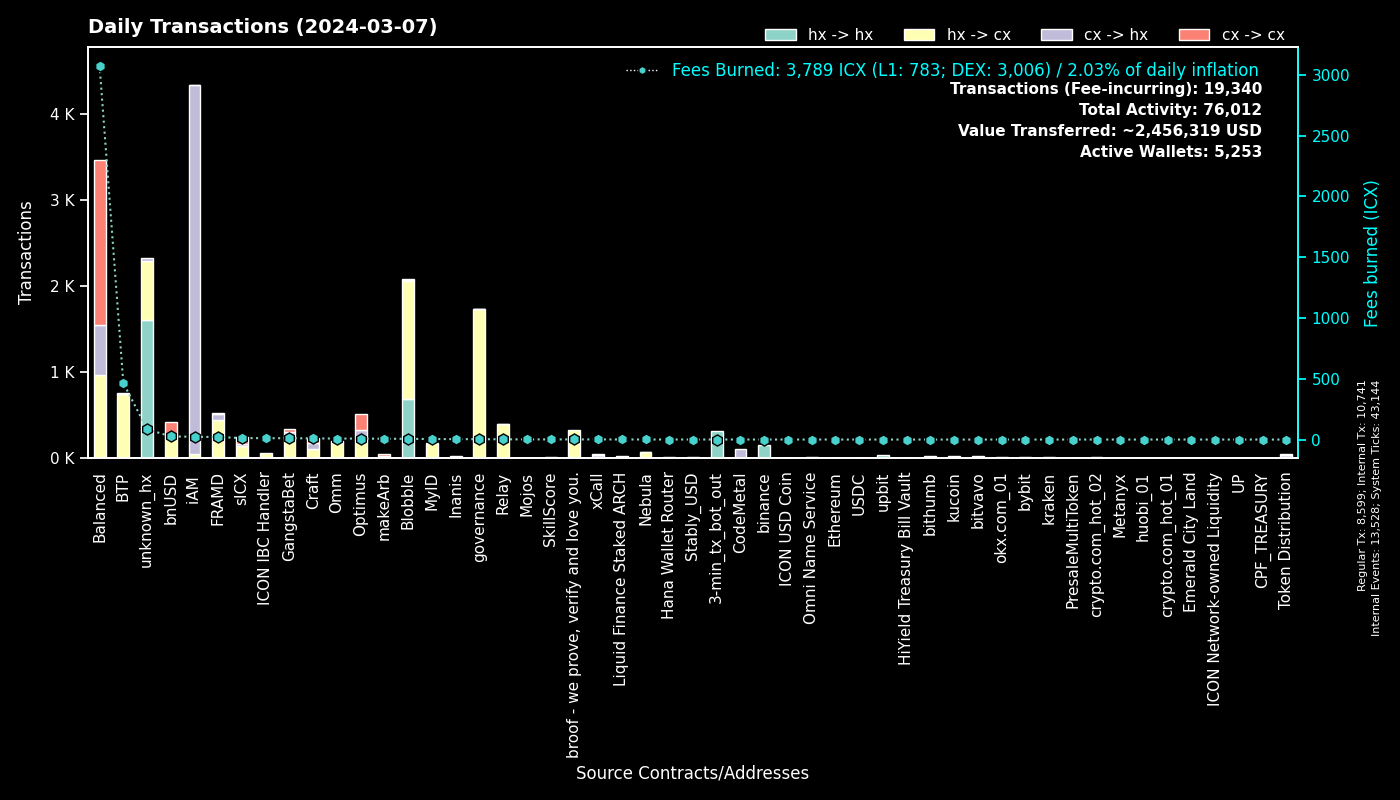 Daily Transactions (2024-03-07)
hx -> hx
hx -> cx
cx -> hx
cx -> cx
Fees Burned: 3,789 ICX (L1: 783; DEX: 3,006) / 2.03% of daily inflation
Transactions (Fee-incurring): 19,340
Total Activity: 76,012
Value Transferred: ~2,456,319 USD
Active Wallets: 5,253
Transactions
4 K
3 K
2 K
1 K
0 K
3000
2500
2000
1500
1000
500
0
Fees burned (ICX)
Regular Tx: 8,599; Internal Tx: 10,741
Internal Events: 13,528; System Ticks: 43,144
Balanced
BTP
unknown_hx
bnUSD
iAM
FRAMD
sICX
ICON IBC Handler
GangstaBet
Craft
Omm
Optimus
makeArb
Blobble
MyID
Inanis
governance
Relay
Mojos
SkillScore
broof - we prove, verify and love you.
xCall
Liquid Finance Staked ARCH
Nebula
Hana Wallet Router
Stably_USD
3-min_tx_bot_out
CodeMetal
binance
ICON USD Coin
Omni Name Service
Ethereum
USDC
upbit
HiYield Treasury Bill Vault
bithumb
kucoin
bitvavo
okx.com_01
bybit
kraken
PresaleMultiToken
crypto.com_hot_02
Metanyx
huobi_01
crypto.com_hot_01
Emerald City Land
ICON Network-owned Liquidity
UP
CPF_TREASURY
Token Distribution
Source Contracts/Addresses